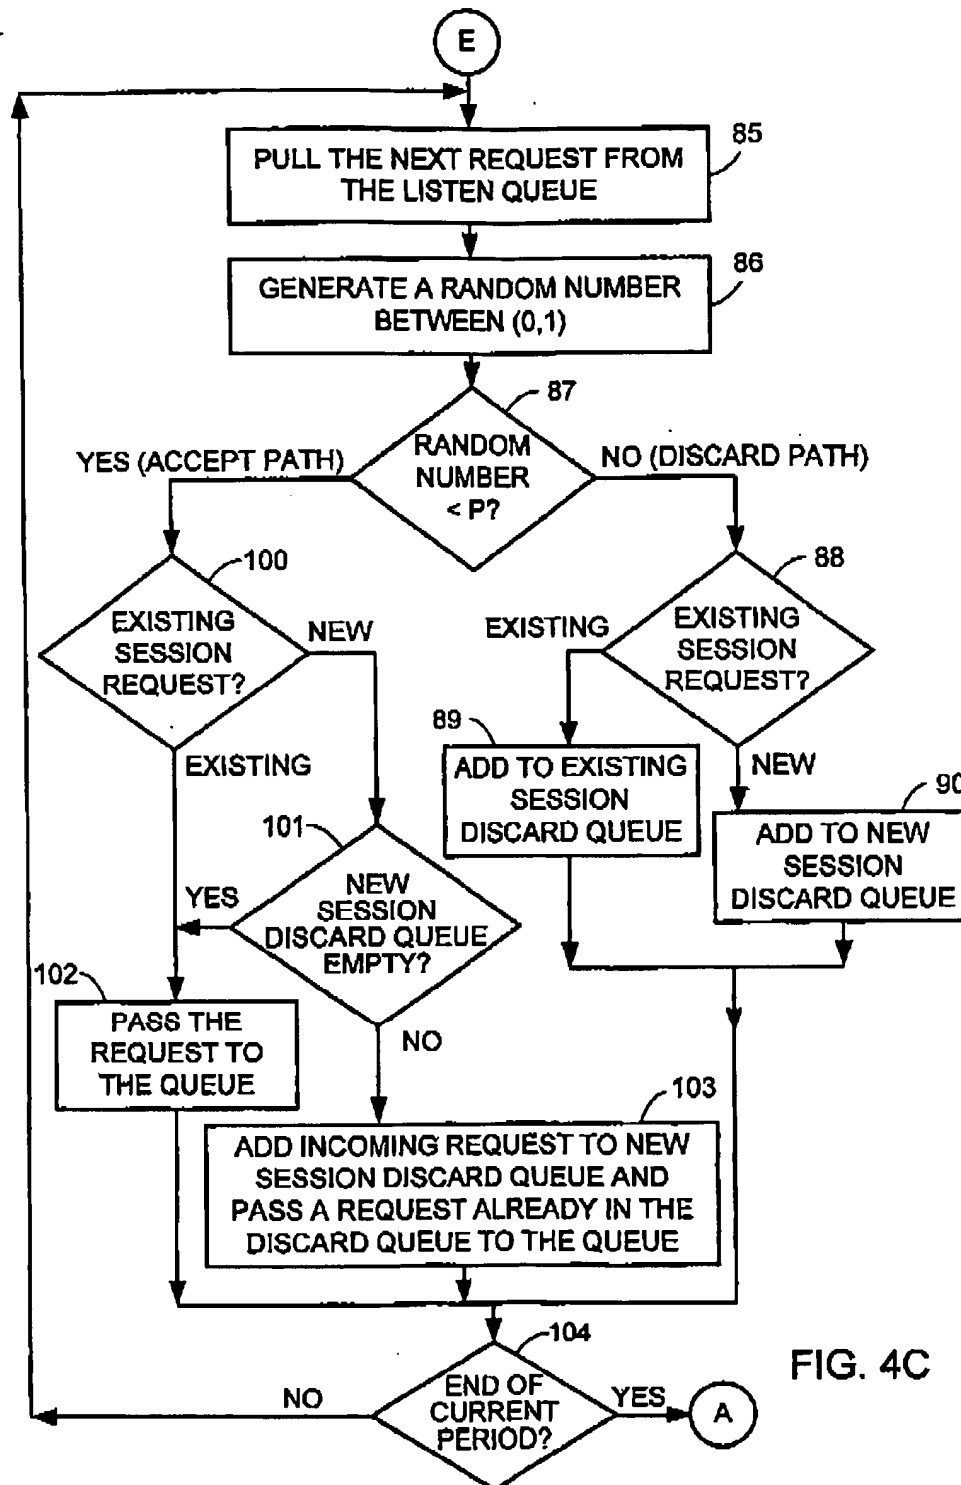 E
PULL THE NEXT REQUEST FROM
THE LISTEN QUEUE
85
GENERATE A RANDOM NUMBER
BETWEEN (0,1)
86
87
RANDOM
NUMBER
< P?
YES (ACCEPT PATH)
NO (DISCARD PATH)
100
EXISTING
SESSION
REQUEST?
NEW
EXISTING
88
EXISTING
SESSION
REQUEST?
EXISTING
NEW
89
ADD TO EXISTING
SESSION
DISCARD QUEUE
90
ADD TO NEW
SESSION
DISCARD QUEUE
101
NEW
SESSION
DISCARD QUEUE
EMPTY?
YES
NO
102
PASS THE
REQUEST TO
THE QUEUE
103
ADD INCOMING REQUEST TO NEW
SESSION DISCARD QUEUE AND
PASS A REQUEST ALREADY IN THE
DISCARD QUEUE TO THE QUEUE
104
END OF
CURRENT
PERIOD?
NO
YES
A
FIG. 4C